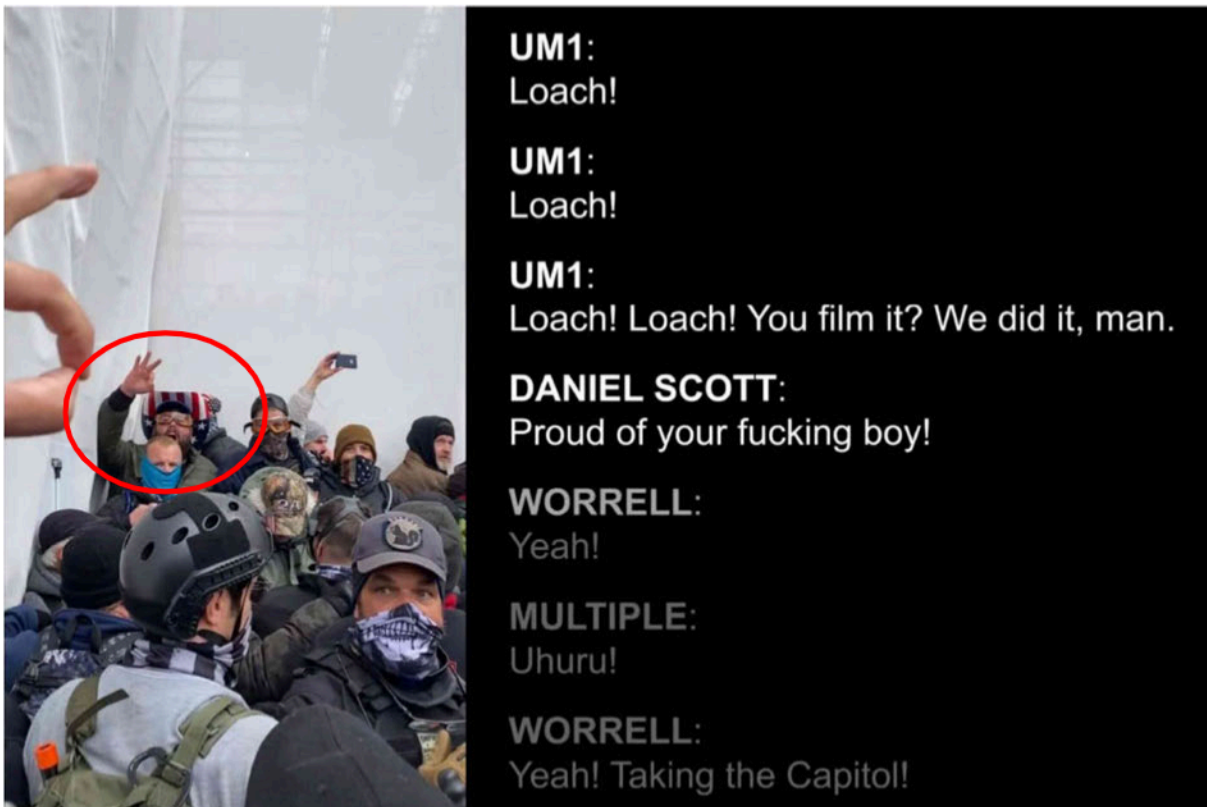 UM1:
Loach!
UM1:
Loach!
UM1:
Loach! Loach! You film it? We did it, man.
DANIEL SCOTT:
Proud of your fucking boy!
WORRELL:
Yeah!
MULTIPLE:
Uhuru!
WORRELL:
Yeah! Taking the Capitol!